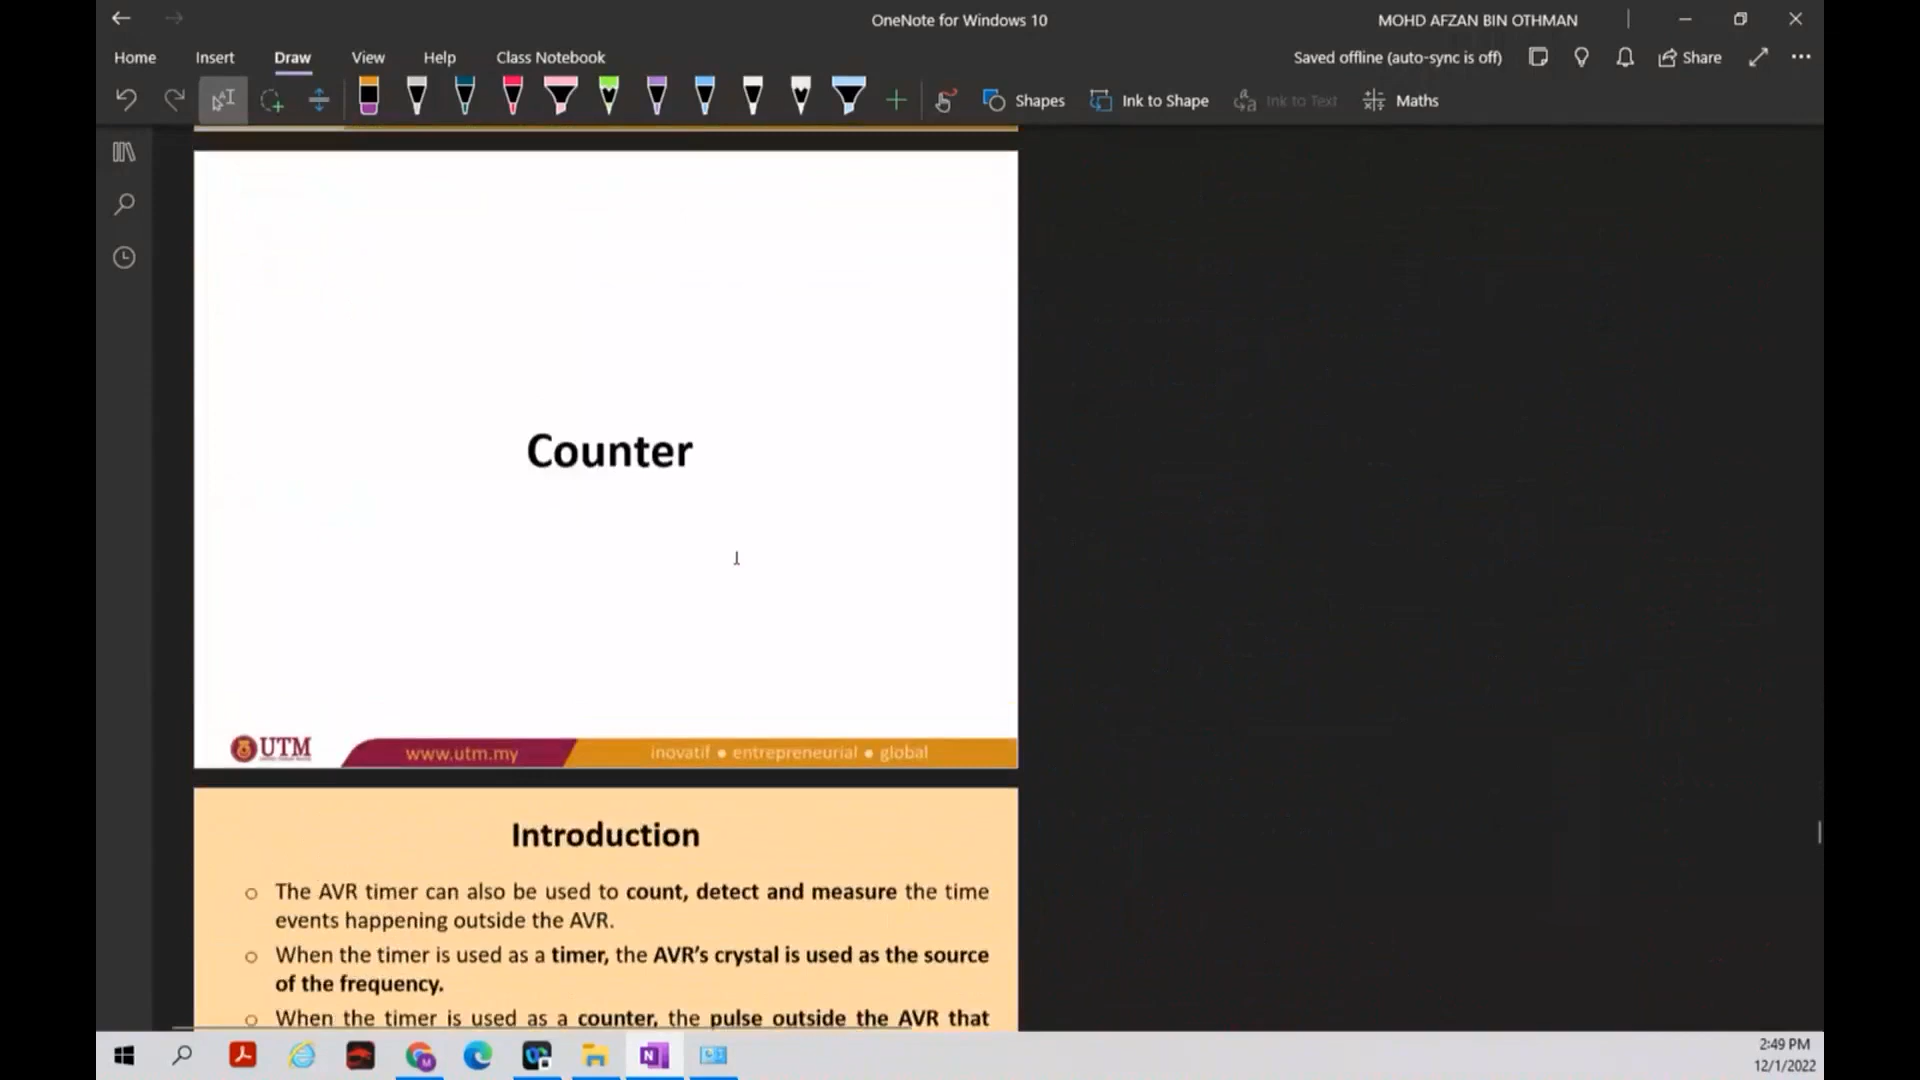 OneNote for Windows 10
MOHD AFZAN BIN OTHMAN
Home Insert Draw View Help Class Notebook
Saved offline (auto-sync is off)
Share
Shapes
Ink to Shape
Ink to Text
Maths
Counter
UTM
www.utm.my
inovatif ● entrepreneurial ● global
Introduction
o The AVR timer can also be used to count, detect and measure the time
events happening outside the AVR.
o When the timer is used as a timer, the AVR’s crystal is used as the source
of the frequency.
o When the timer is used as a counter, the pulse outside the AVR that
2:49 PM
12/1/2022